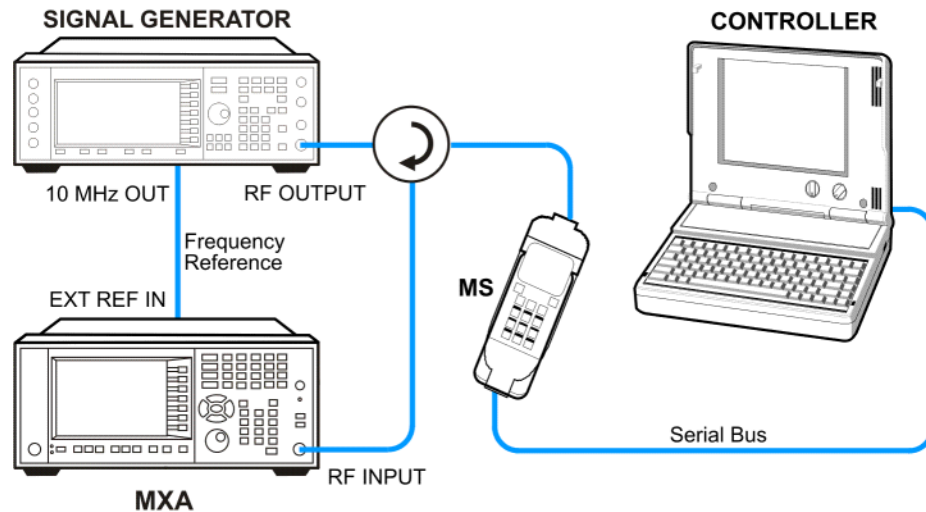 SIGNAL GENERATOR
CONTROLLER
10 MHz OUT
RF OUTPUT
Frequency
Reference
EXT REF IN
MS
Serial Bus
RF INPUT
MXA